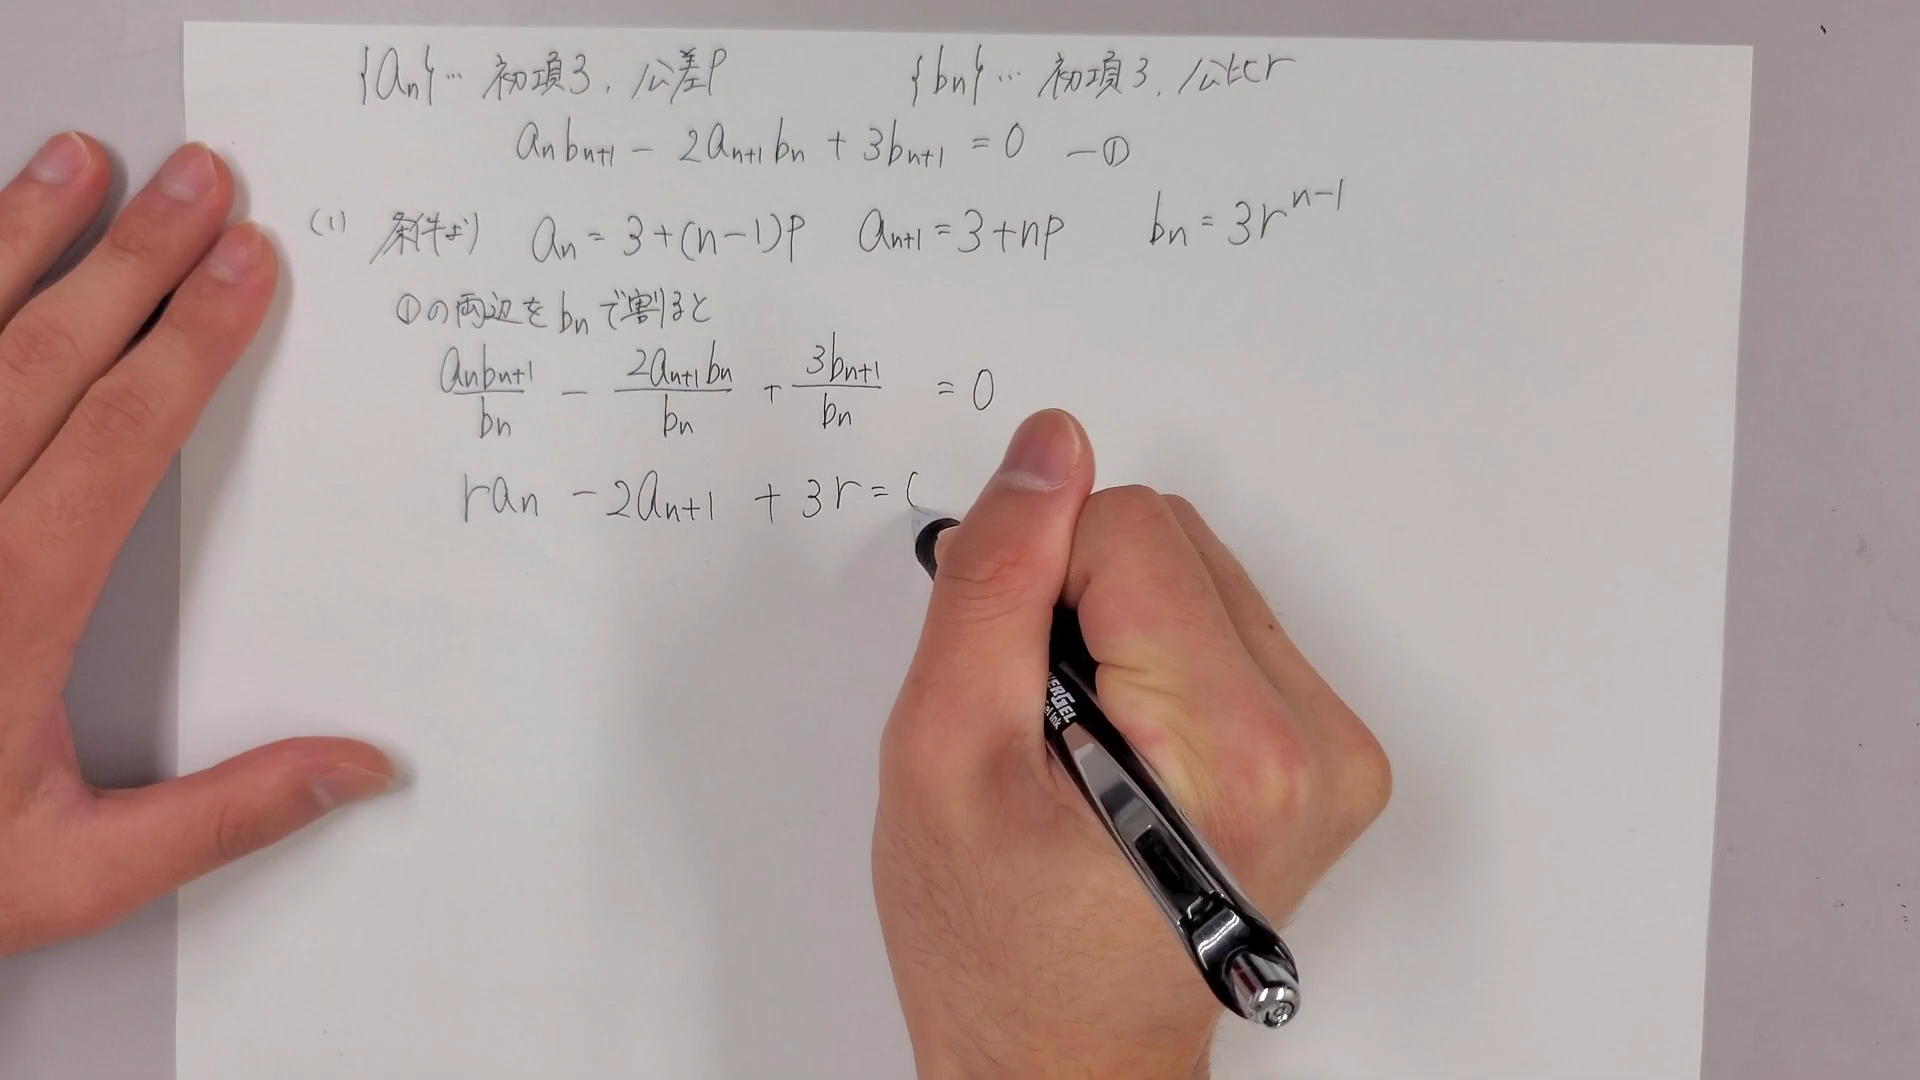 {an}… 初項3, 公差p {bn}… 初項3, 公比r
anbn+1 - 2an+1bn + 3bn+1 = 0 —①
(1) 条件より an = 3+(n-1)p an+1 = 3+np bn = 3r^n-1
①の両辺をbnで割ると
anbn+1/bn - 2an+1bn/bn + 3bn+1/bn = 0
ran - 2an+1 + 3r =
ERGEL
el Ink